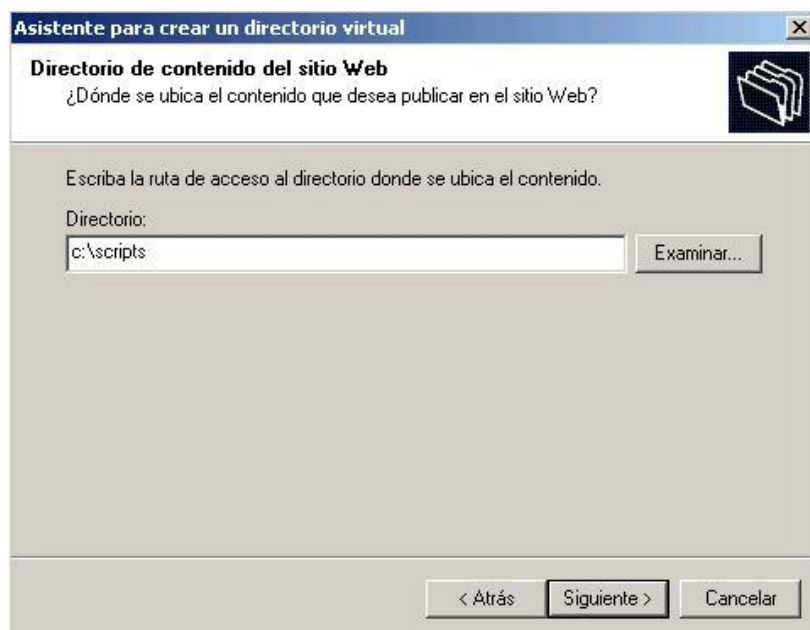 Asistente para crear un directorio virtual
Directorio de contenido del sitio Web
¿Dónde se ubica el contenido que desea publicar en el sitio Web?
Escriba la ruta de acceso al directorio donde se ubica el contenido.
Directorio:
c:\scripts
Examinar...
< Atrás
Siguiente >
Cancelar